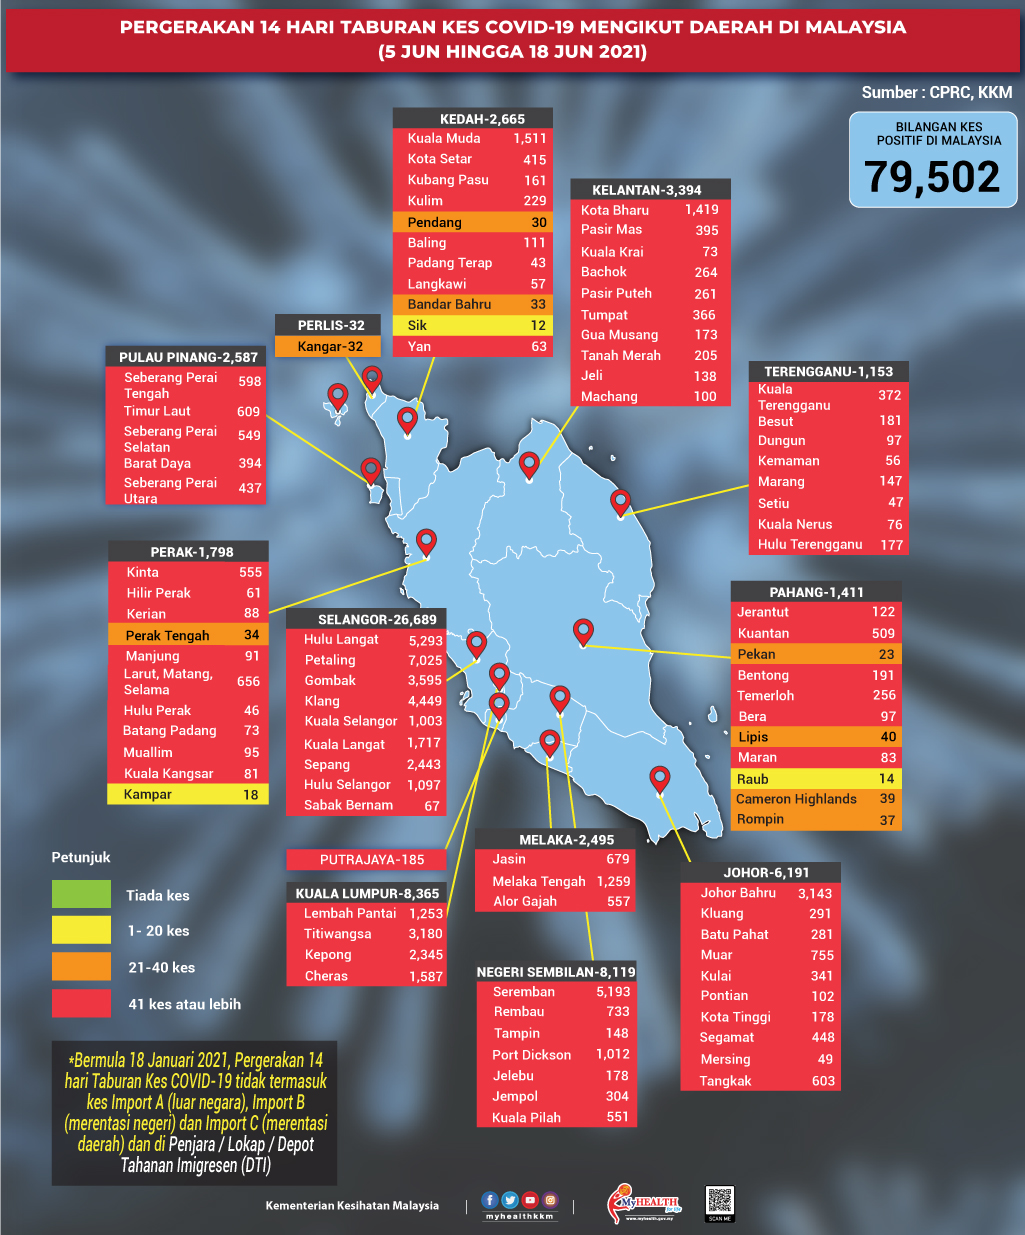 PERGERAKAN 14 HARI TABURAN KES COVID-19 MENGIKUT DAERAH DI MALAYSIA
(5 JUN HINGGA 18 JUN 2021)
Sumber : CPRC, KKM
BILANGAN KES
POSITIF DI MALAYSIA
79,502
KEDAH-2,665
Kuala Muda 1,511
Kota Setar 415
Kubang Pasu 161
Kulim 229
Pendang 30
Baling 111
Padang Terap 43
Langkawi 57
Bandar Bahru 33
Sik 12
Yan 63
KELANTAN-3,394
Kota Bharu 1,419
Pasir Mas 395
Kuala Krai 73
Bachok 264
Pasir Puteh 261
Tumpat 366
Gua Musang 173
Tanah Merah 205
Jeli 138
Machang 100
PERLIS-32
Kangar-32
PULAU PINANG-2,587
Seberang Perai
Tengah 598
Timur Laut 609
Seberang Perai
Selatan 549
Barat Daya 394
Seberang Perai
Utara 437
TERENGGANU-1,153
Kuala
Terengganu 372
Besut 181
Dungun 97
Kemaman 56
Marang 147
Setiu 47
Kuala Nerus 76
Hulu Terengganu 177
PERAK-1,798
Kinta 555
Hilir Perak 61
Kerian 88
Perak Tengah 34
Manjung 91
Larut, Matang,
Selama 656
Hulu Perak 46
Batang Padang 73
Muallim 95
Kuala Kangsar 81
Kampar 18
SELANGOR-26,689
Hulu Langat 5,293
Petaling 7,025
Gombak 3,595
Klang 4,449
Kuala Selangor 1,003
Kuala Langat 1,717
Sepang 2,443
Hulu Selangor 1,097
Sabak Bernam 67
PAHANG-1,411
Jerantut 122
Kuantan 509
Pekan 23
Bentong 191
Temerloh 256
Bera 97
Lipis 40
Maran 83
Raub 14
Cameron Highlands 39
Rompin 37
PUTRAJAYA-185
KUALA LUMPUR-8,365
Lembah Pantai 1,253
Titiwangsa 3,180
Kepong 2,345
Cheras 1,587
MELAKA-2,495
Jasin 679
Melaka Tengah 1,259
Alor Gajah 557
NEGERI SEMBILAN-8,119
Seremban 5,193
Rembau 733
Tampin 148
Port Dickson 1,012
Jelebu 178
Jempol 304
Kuala Pilah 551
JOHOR-6,191
Johor Bahru 3,143
Kluang 291
Batu Pahat 281
Muar 755
Kulai 341
Pontian 102
Kota Tinggi 178
Segamat 448
Mersing 49
Tangkak 603
Petunjuk
Tiada kes
1- 20 kes
21-40 kes
41 kes atau lebih
*Bermula 18 Januari 2021, Pergerakan 14
hari Taburan Kes COVID-19 tidak termasuk
kes Import A (luar negara), Import B
(merentasi negeri) dan Import C (merentasi
daerah) dan di Penjara / Lokap / Depot
Tahanan Imigresen (DTI)
Kementerian Kesihatan Malaysia
myhealthkkm
MyHEALTH
for life
www.myhealth.gov.my
SCAN ME